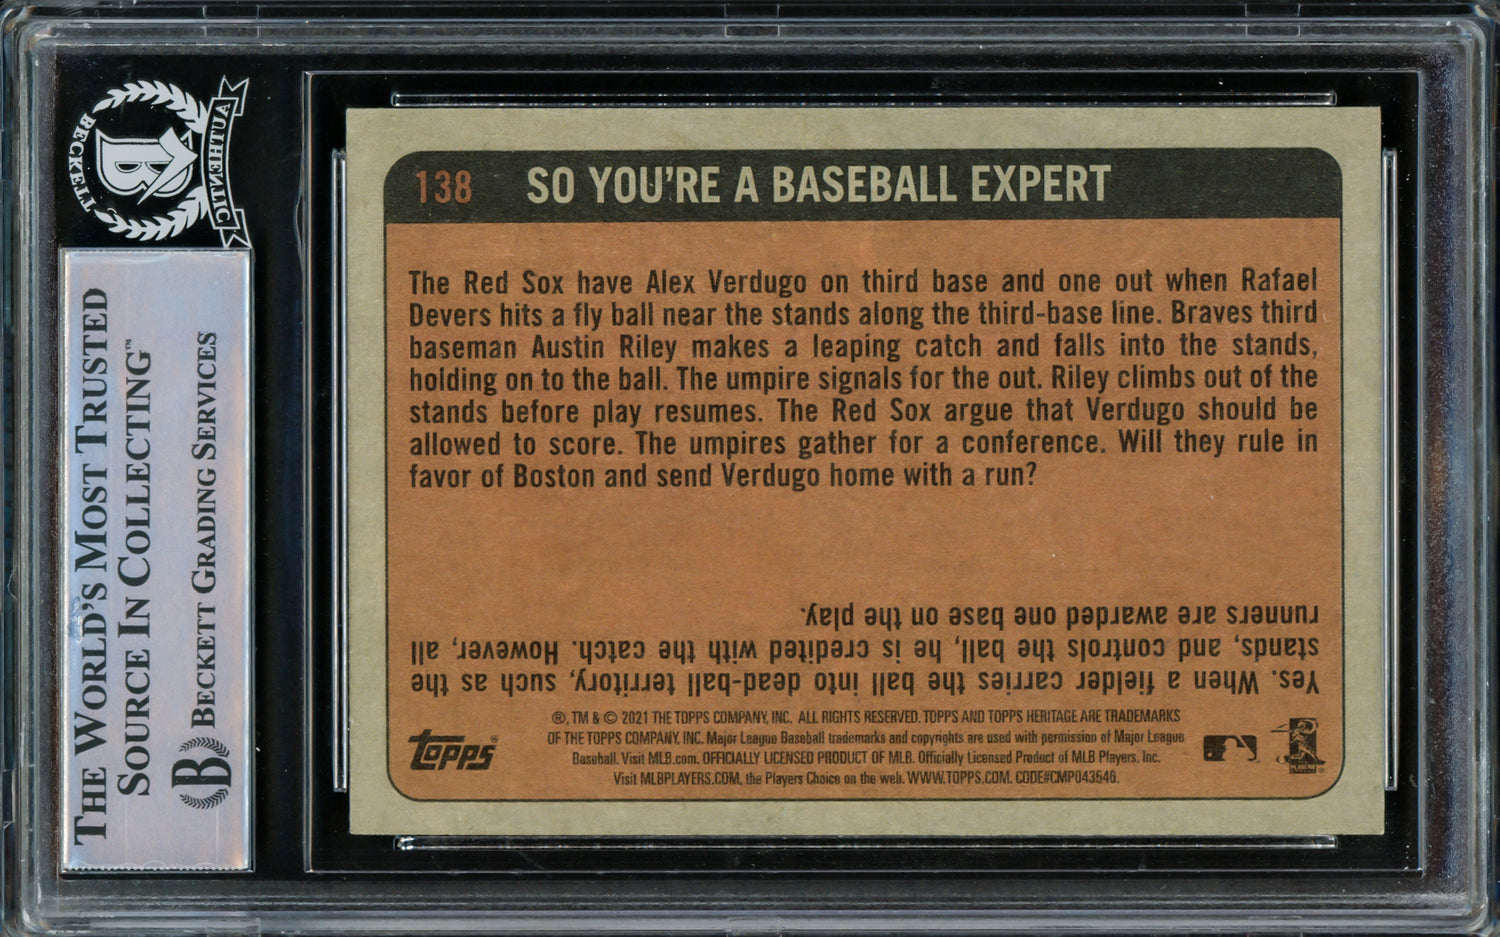 BECKETT
AUTHENTIC
B
THE WORLD'S MOST TRUSTED
SOURCE IN COLLECTING™
BECKETT GRADING SERVICES
138 SO YOU'RE A BASEBALL EXPERT
The Red Sox have Alex Verdugo on third base and one out when Rafael
Devers hits a fly ball near the stands along the third-base line. Braves third
baseman Austin Riley makes a leaping catch and falls into the stands,
holding on to the ball. The umpire signals for the out. Riley climbs out of the
stands before play resumes. The Red Sox argue that Verdugo should be
allowed to score. The umpires gather for a conference. Will they rule in
favor of Boston and send Verdugo home with a run?
Yes. When a fielder carries the ball into dead-ball territory, such as the
stands, and controls the ball, he is credited with the catch. However, all
runners are awarded one base on the play.
Topps®
®, TM & © 2021 THE TOPPS COMPANY, INC. ALL RIGHTS RESERVED. TOPPS AND TOPPS HERITAGE ARE TRADEMARKS
OF THE TOPPS COMPANY, INC. Major League Baseball trademarks and copyrights are used with permission of Major League
Baseball. Visit MLB.com. OFFICIALLY LICENSED PRODUCT OF MLB. Officially Licensed Product of MLB Players, Inc.
Visit MLBPLAYERS.COM, the Players Choice on the web. WWW.TOPPS.COM. CODE#CMP043546.